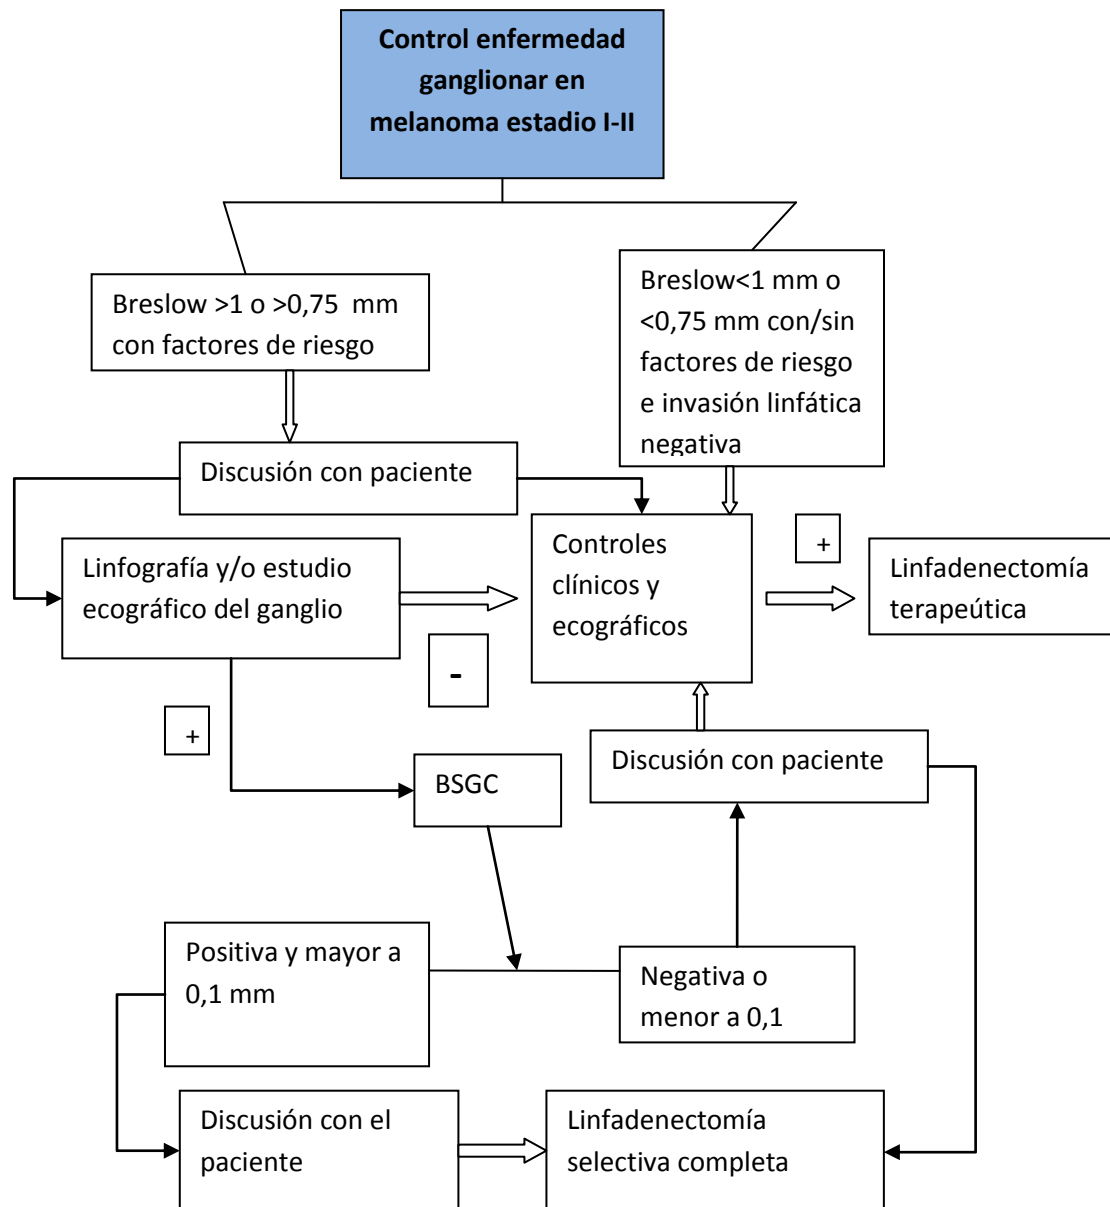 Control enfermedad
ganglionar en
melanoma estadio I-II
Breslow >1 o >0,75 mm
con factores de riesgo
Breslow<1 mm o
<0,75 mm con/sin
factores de riesgo
e invasión linfática
negativa
Discusión con paciente
Linfografía y/o estudio
ecográfico del ganglio
Controles
clínicos y
ecográficos
+
Linfadenectomía
terapeútica
-
+
Discusión con paciente
BSGC
Positiva y mayor a
0,1 mm
Negativa o
menor a 0,1
Discusión con el
paciente
Linfadenectomía
selectiva completa